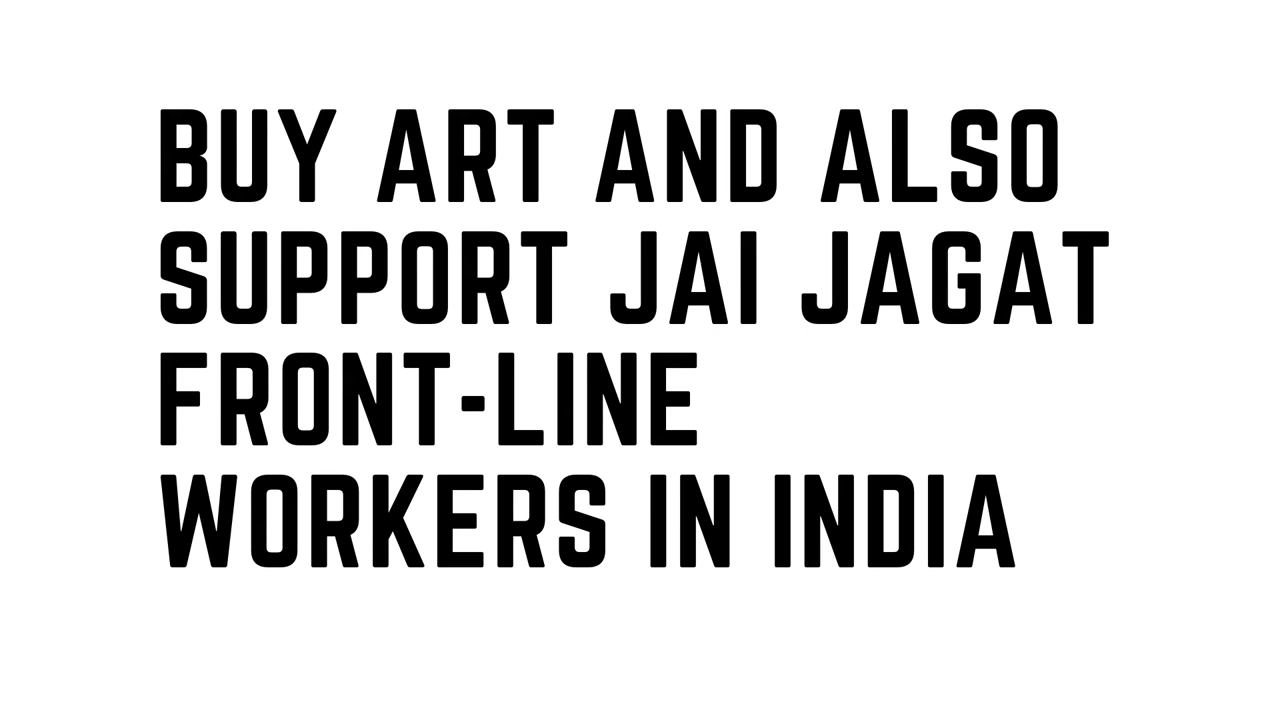 BUY ART AND ALSO
SUPPORT JAI JAGAT
FRONT-LINE
WORKERS IN INDIA